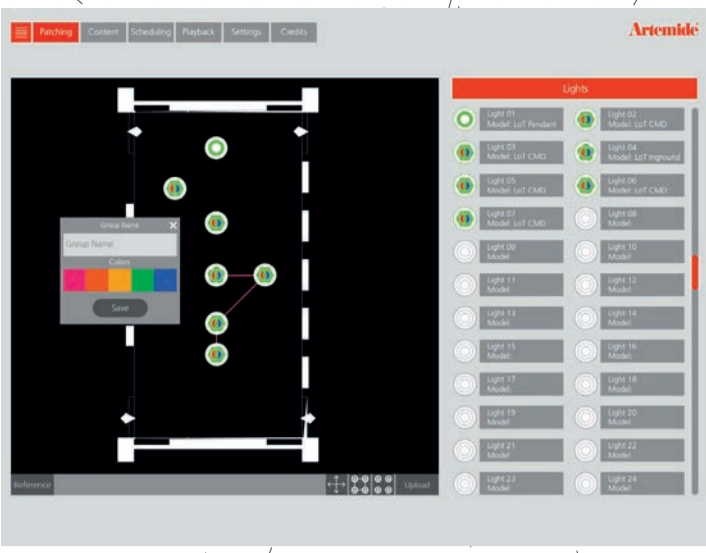 Patching Content Scheduling Playback Settings Credits
Artemide
Lights
Light 01
Model: LoT Pendant
Light 02
Model: LoT CMD
Light 03
Model: LoT CMD
Light 04
Model: LoT Inground
Light 05
Model: LoT CMD
Light 06
Model: LoT CMD
Light 07
Model: LoT CMD
Light 08
Model:
Light 09
Model:
Light 10
Model:
Light 11
Model:
Light 12
Model:
Light 13
Model:
Light 14
Model:
Light 15
Model:
Light 16
Model:
Light 17
Model:
Light 18
Model:
Light 19
Model:
Light 20
Model:
Light 21
Model:
Light 22
Model:
Light 23
Model:
Light 24
Model:
Group Name X
Group Name
Colors
Save
Reference
Upload